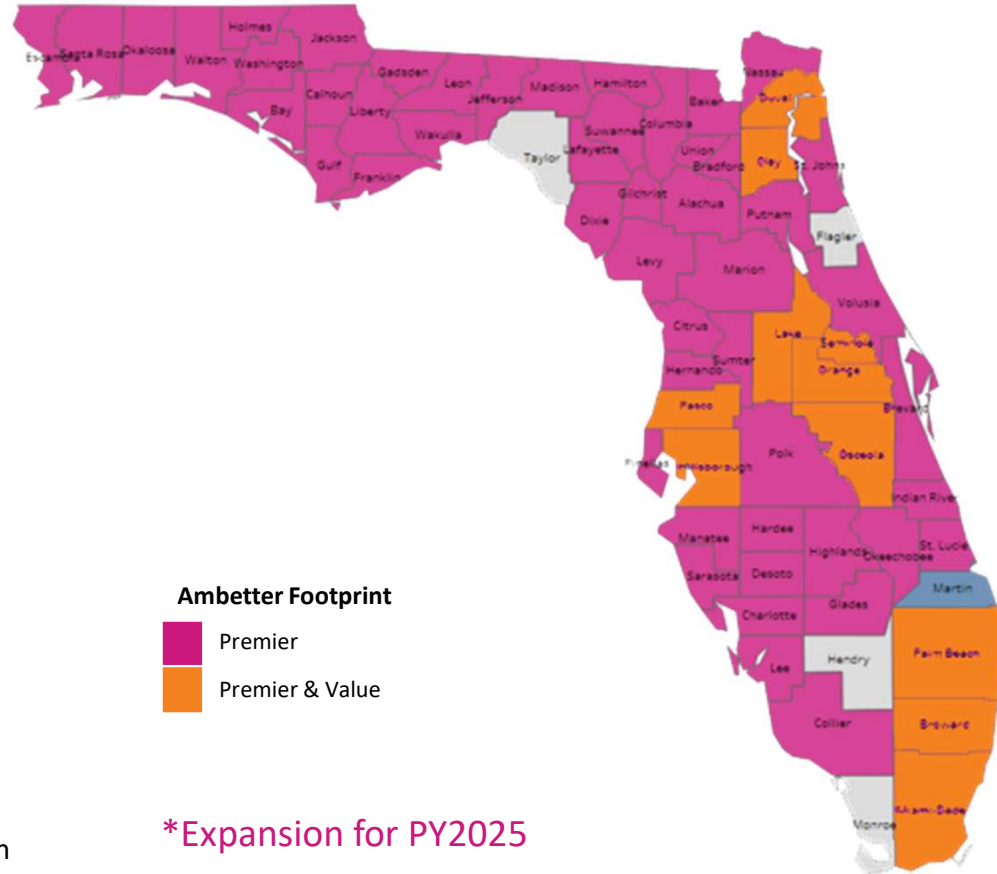 Holmes
Jackson
Escambia
Santa Rosa
Okaloosa
Walton
Washington
Gadsden
Leon
Madison
Hamilton
Nassau
Jefferson
Calhoun
Baker
Duval
Bay
Liberty
Columbia
Suwannee
Wakulla
Lafayette
Union
Taylor
Bradford
Clay
St. Johns
Gulf
Franklin
Gilchrist
Alachua
Putnam
Dixie
Flagler
Levy
Marion
Volusia
Citrus
Lake
Seminole
Sumter
Hernando
Orange
Pasco
Brevard
Polk
Osceola
Pinellas
Hillsborough
Indian River
Manatee
Hardee
Highlands
Okeechobee
St. Lucie
Sarasota
Desoto
Martin
Ambetter Footprint
Glades
Charlotte
Premier
Lee
Hendry
Palm Beach
Premier & Value
Collier
Broward
Miami-Dade
Monroe
*Expansion for PY2025